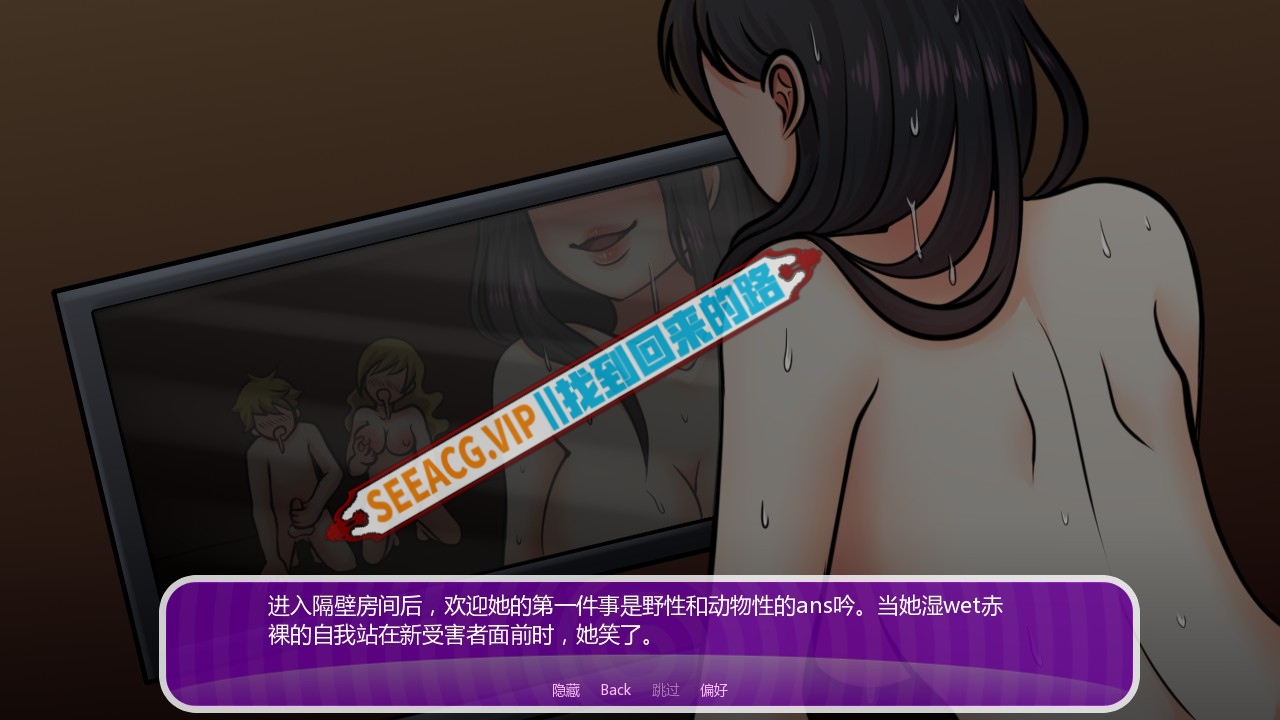 SEEACG.VIP||找到回来的路
进入隔壁房间后，欢迎她的第一件事是野性和动物性的ans吟。当她湿wet赤
裸的自我站在新受害者面前时，她笑了。
隐藏 Back 跳过 偏好